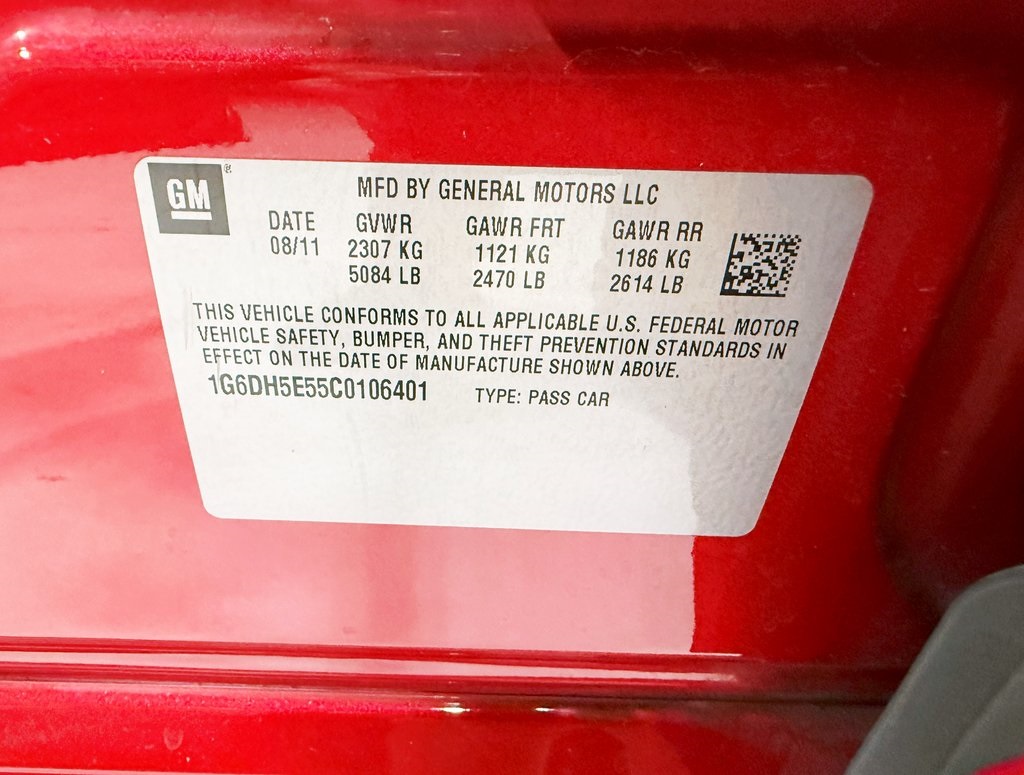 GM®
MFD BY GENERAL MOTORS LLC
DATE GVWR GAWR FRT GAWR RR
08/11 2307 KG 1121 KG 1186 KG
5084 LB 2470 LB 2614 LB
THIS VEHICLE CONFORMS TO ALL APPLICABLE U.S. FEDERAL MOTOR
VEHICLE SAFETY, BUMPER, AND THEFT PREVENTION STANDARDS IN
EFFECT ON THE DATE OF MANUFACTURE SHOWN ABOVE.
1G6DH5E55C0106401 TYPE: PASS CAR